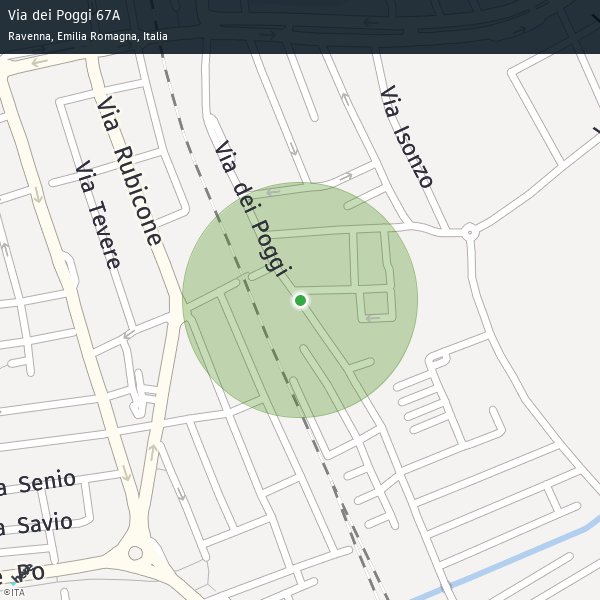 Via dei Poggi 67A
Ravenna, Emilia Romagna, Italia
Via Rubicone
Via Tevere
Via dei Poggi
Via Isonzo
a Senio
a Savio
e Po
©ITA